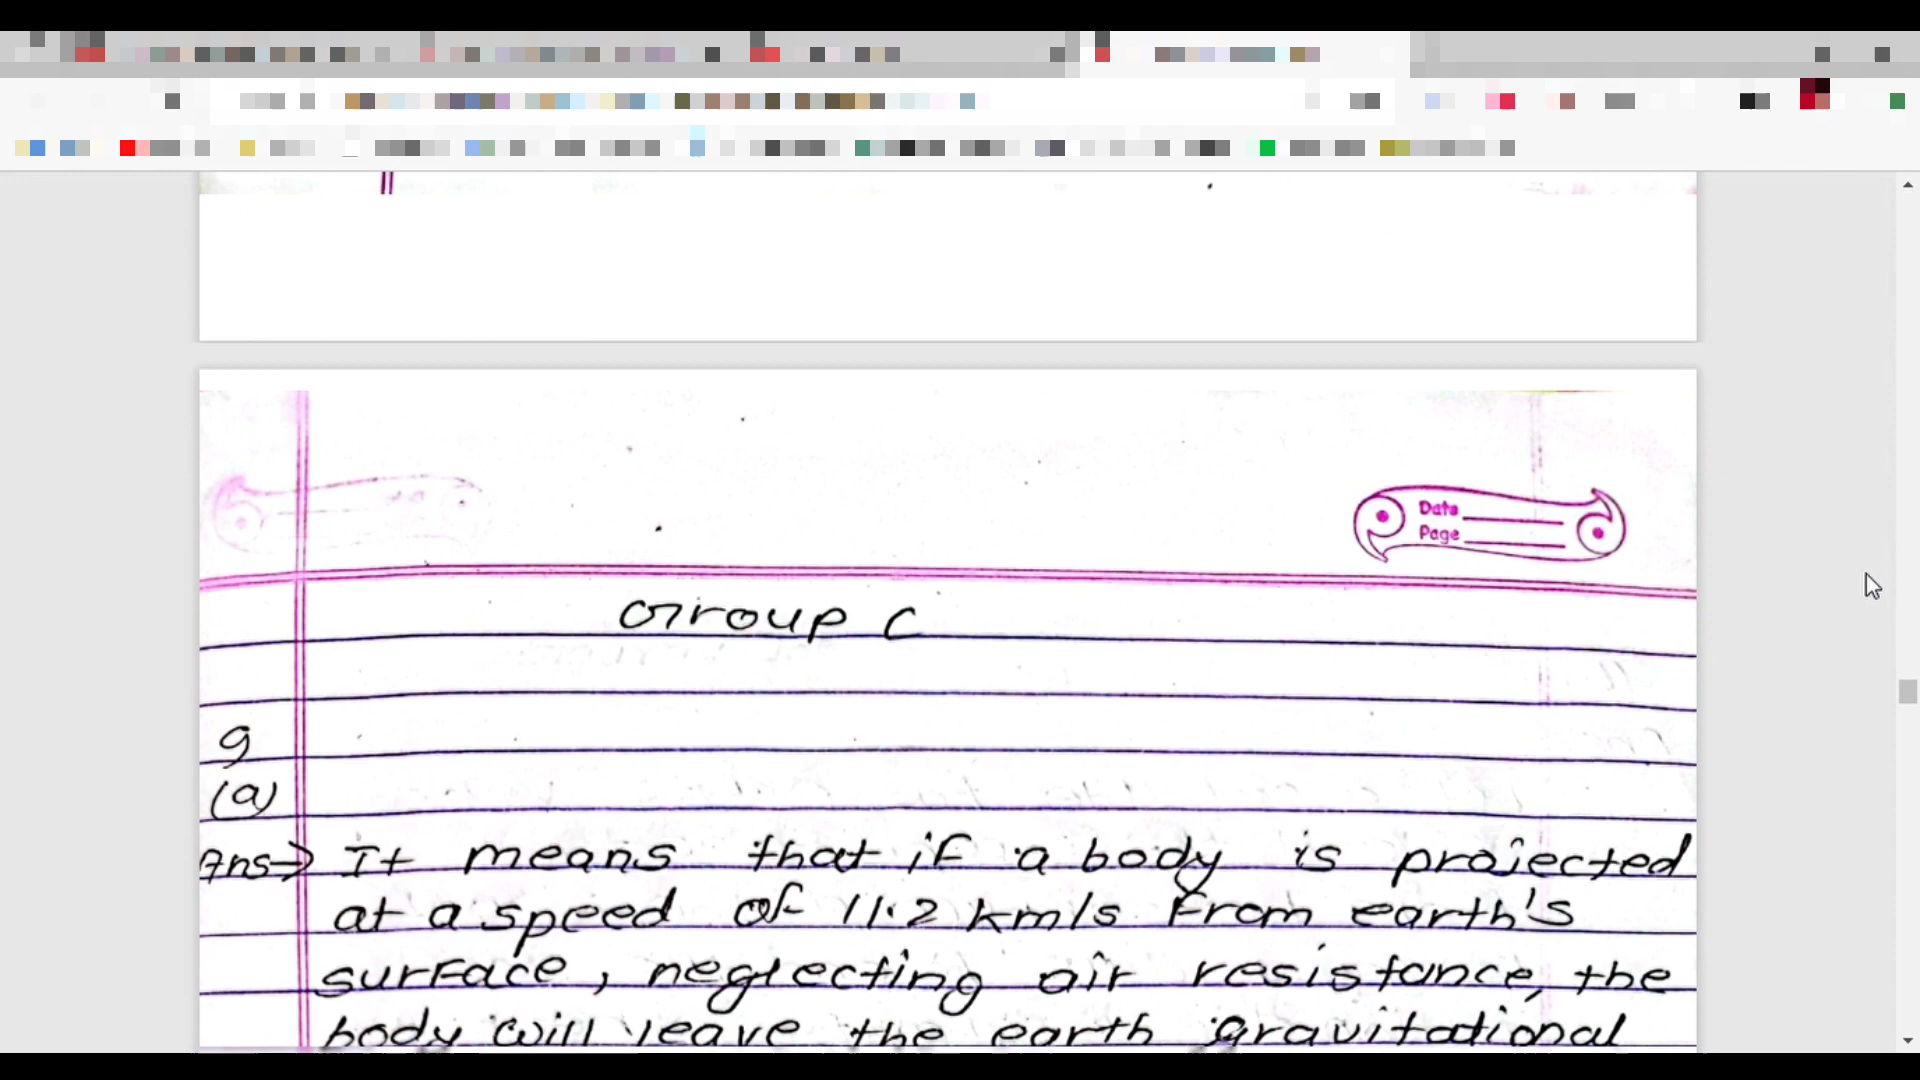 Date
Page
Group C
9
(a)
Ans→ It means that if a body is projected
at a speed of 11.2 km/s from earth's
surface, neglecting air resistance, the
body will leave the earth gravitational